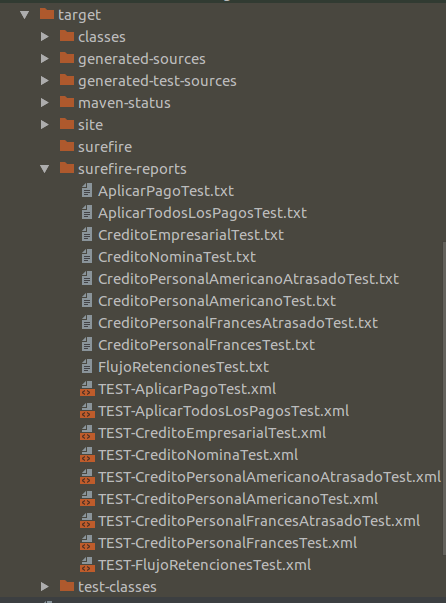 target
classes
generated-sources
generated-test-sources
maven-status
site
surefire
surefire-reports
AplicarPagoTest.txt
AplicarTodosLosPagosTest.txt
CreditoEmpresarialTest.txt
CreditoNominaTest.txt
CreditoPersonalAmericanoAtrasadoTest.txt
CreditoPersonalAmericanoTest.txt
CreditoPersonalFrancesAtrasadoTest.txt
CreditoPersonalFrancesTest.txt
FlujoRetencionesTest.txt
TEST-AplicarPagoTest.xml
TEST-AplicarTodosLosPagosTest.xml
TEST-CreditoEmpresarialTest.xml
TEST-CreditoNominaTest.xml
TEST-CreditoPersonalAmericanoAtrasadoTest.xml
TEST-CreditoPersonalAmericanoTest.xml
TEST-CreditoPersonalFrancesAtrasadoTest.xml
TEST-CreditoPersonalFrancesTest.xml
TEST-FlujoRetencionesTest.xml
test-classes